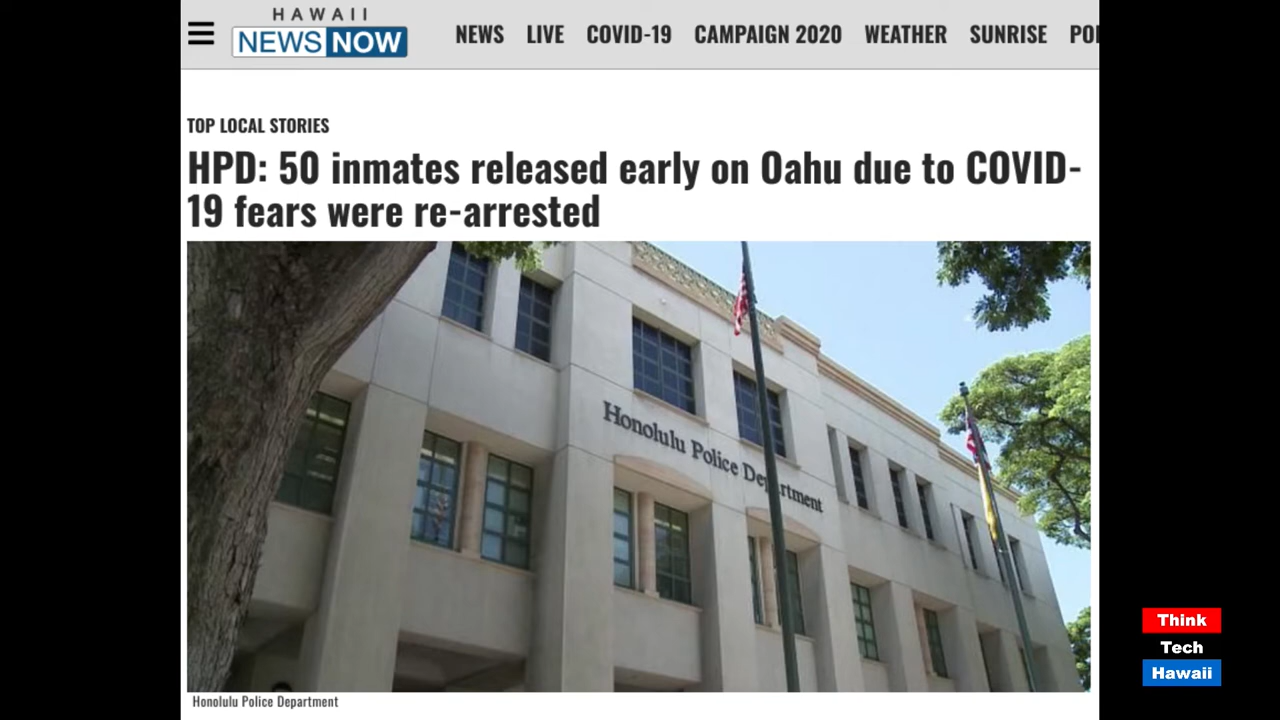 HAWAII
NEWS NOW
NEWS LIVE COVID-19 CAMPAIGN 2020 WEATHER SUNRISE
TOP LOCAL STORIES
HPD: 50 inmates released early on Oahu due to COVID-
19 fears were re-arrested
Honolulu Police Department
Honolulu Police Department
Think
Tech
Hawaii